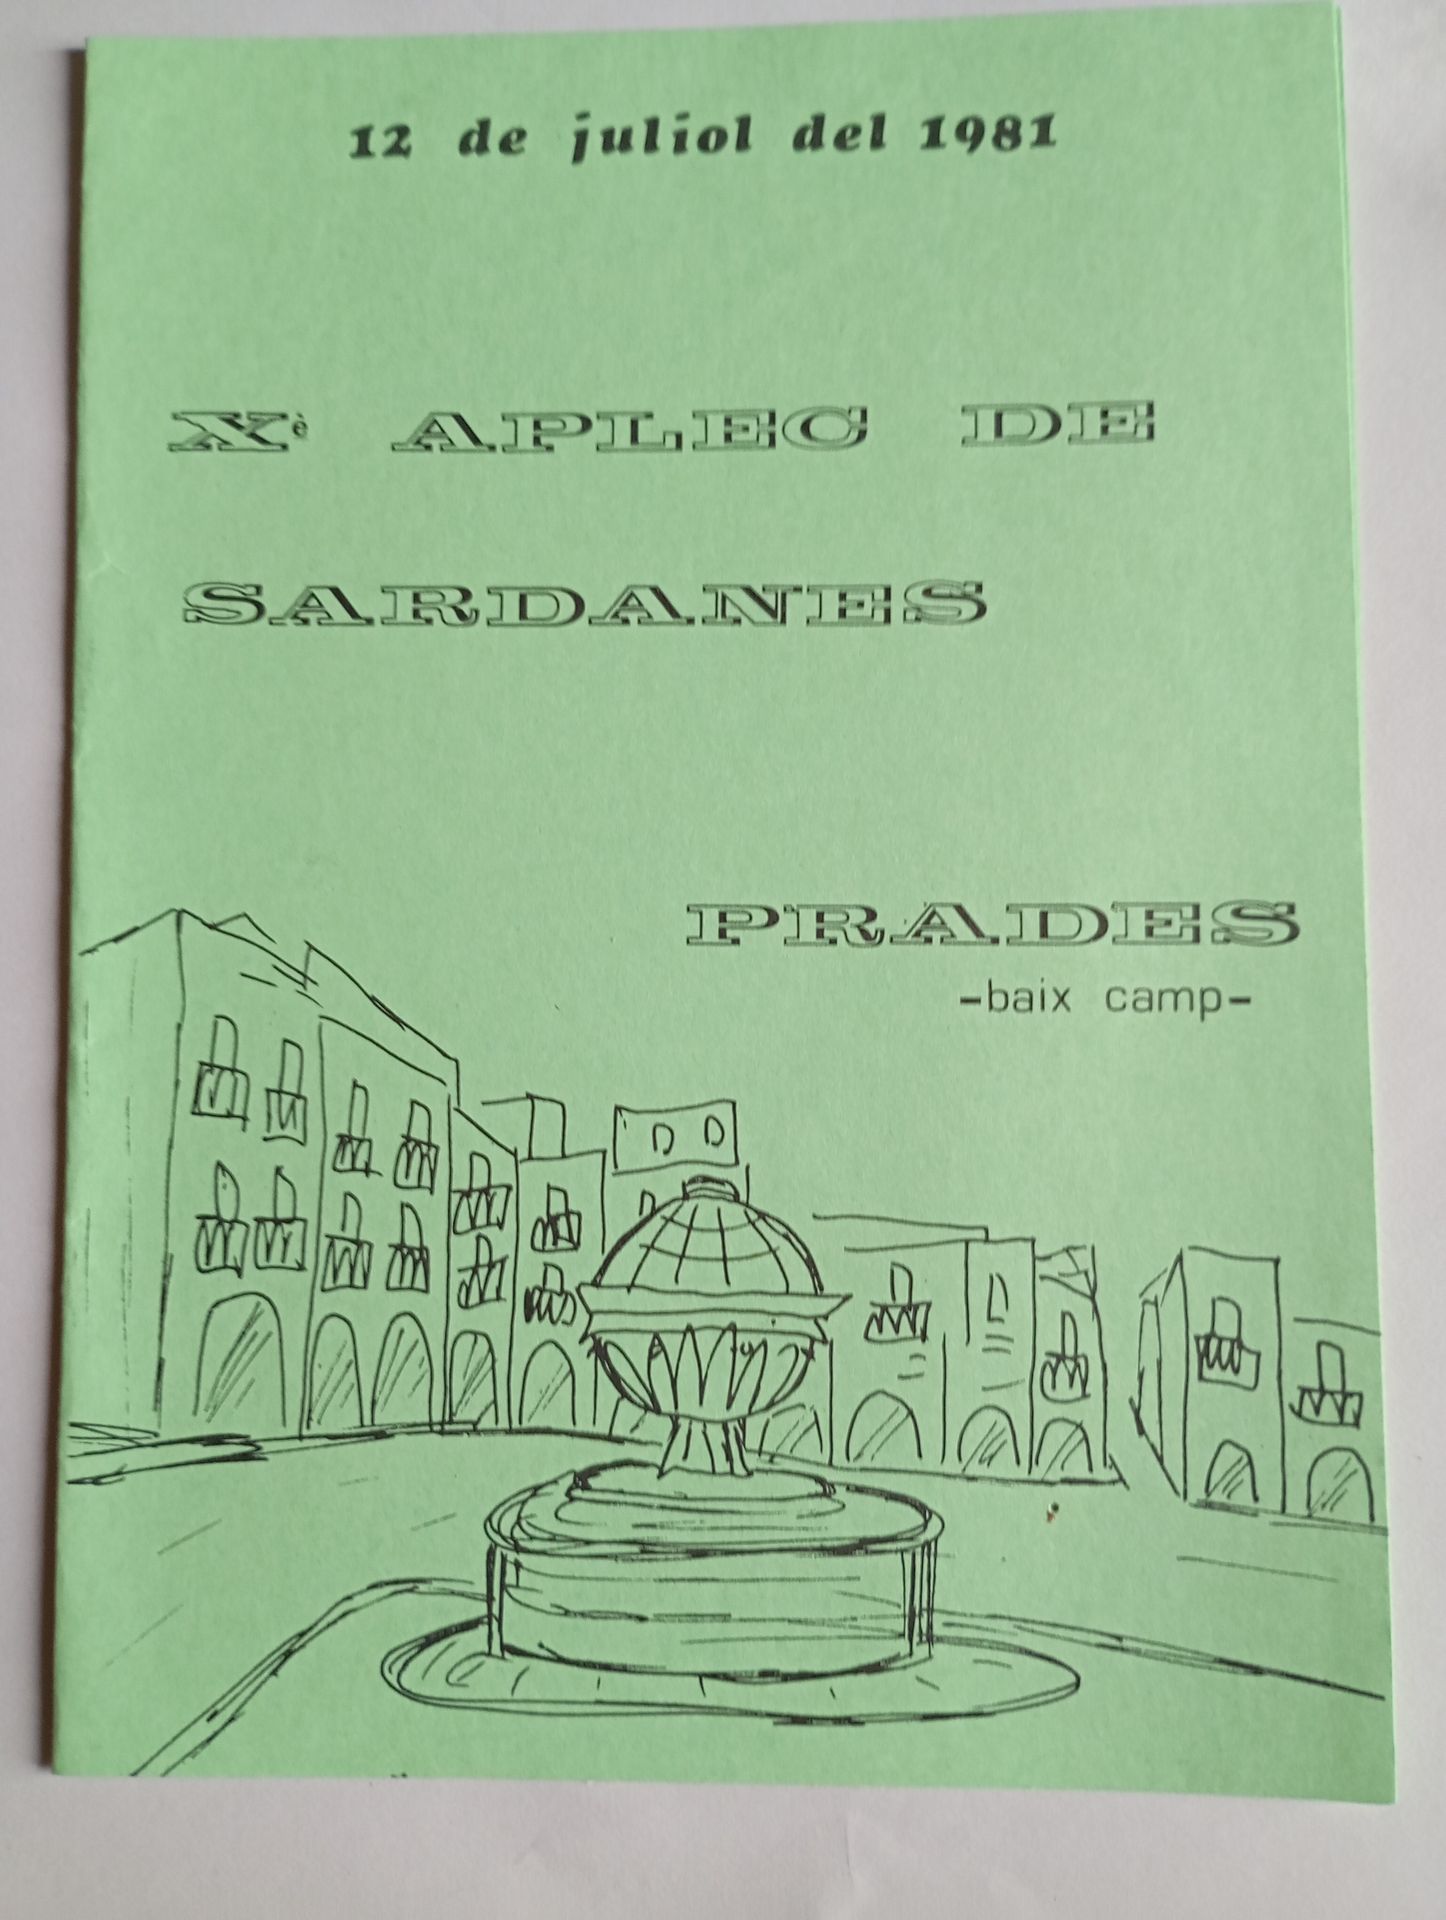 12 de juliol del 1981
Xè APLEC DE
SARDANES
PRADES
-baix camp-